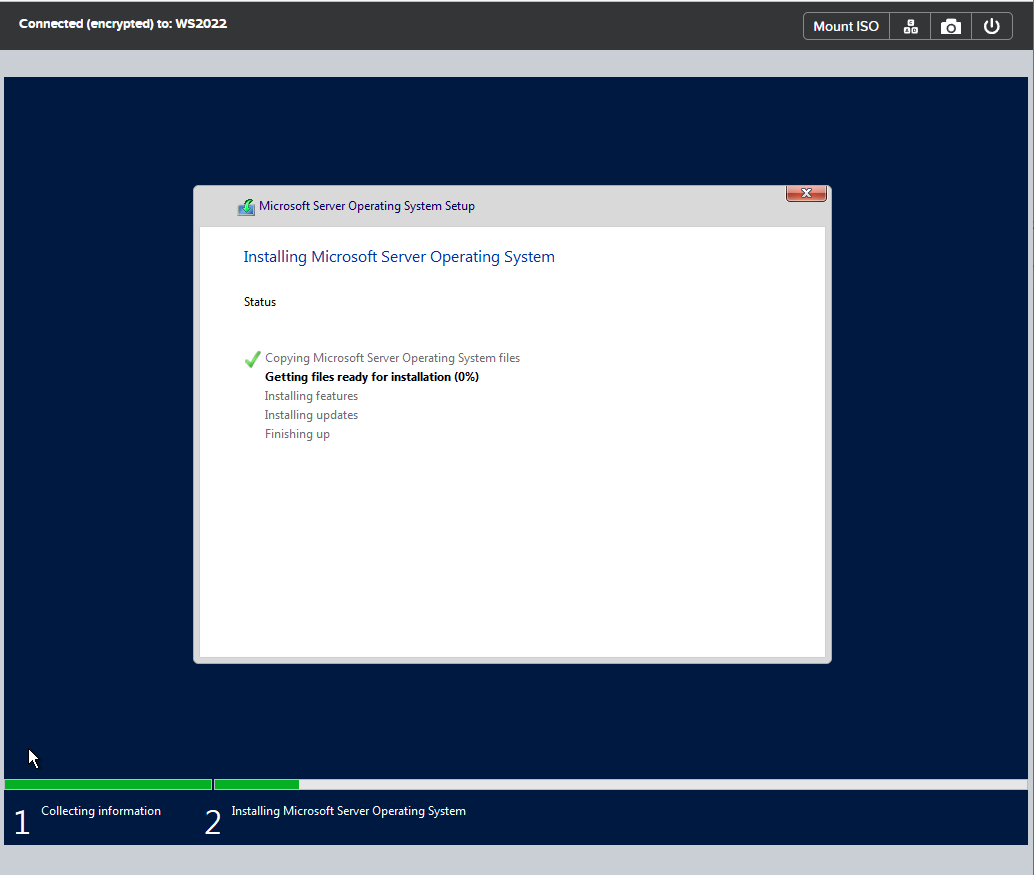 Connected (encrypted) to: WS2022
Mount ISO
Microsoft Server Operating System Setup
Installing Microsoft Server Operating System
Status
Copying Microsoft Server Operating System files
Getting files ready for installation (0%)
Installing features
Installing updates
Finishing up
1 Collecting information
2 Installing Microsoft Server Operating System